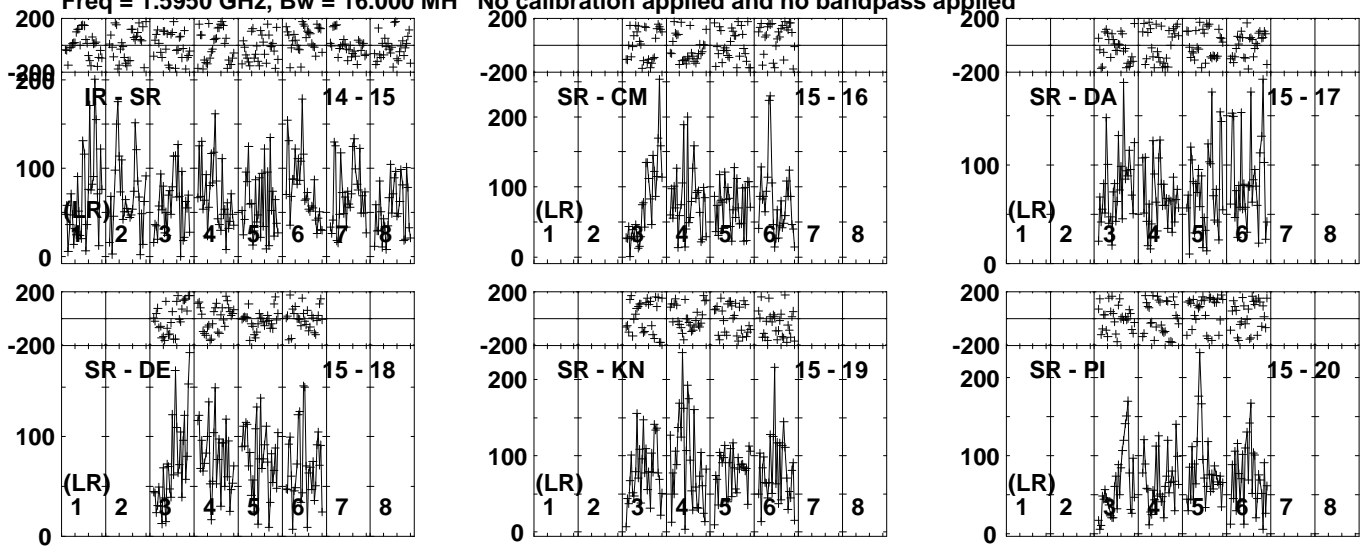 Freq = 1.5950 GHz, Bw = 16.000 MH No calibration applied and no bandpass applied
200
-200
200
IR - SR 14 - 15
100
(LR)
1 2 3 4 5 6 7 8
0
-200
SR - CM 15 - 16
200
100
(LR)
1 2 3 4 5 6 7 8
0
-200
SR - DA 15 - 17
100
(LR)
1 2 3 4 5 6 7 8
0
200
-200
SR - DE 15 - 18
100
(LR)
1 2 3 4 5 6 7 8
0
200
-200
SR - KN 15 - 19
200
100
(LR)
1 2 3 4 5 6 7 8
0
200
-200
SR - PI 15 - 20
200
100
(LR)
1 2 3 4 5 6 7 8
0